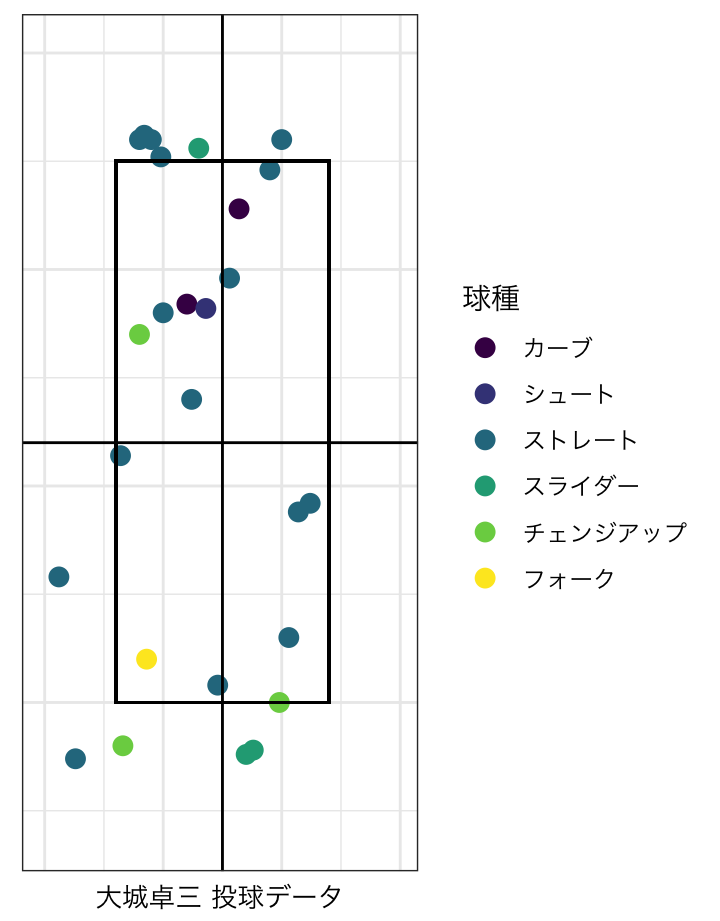 球種
カーブ
シュート
ストレート
スライダー
チェンジアップ
フォーク
大城卓三 投球データ